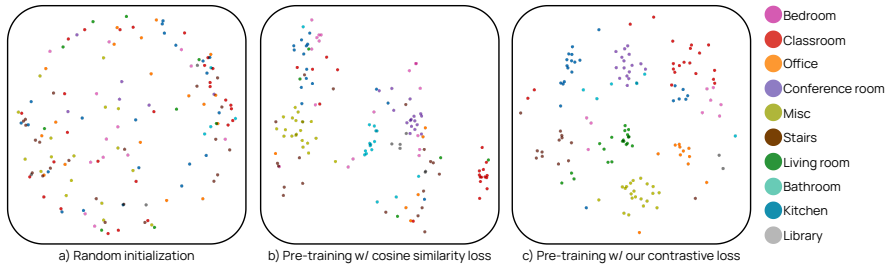 Bedroom
Classroom
Office
Conference room
Misc
Stairs
Living room
Bathroom
Kitchen
Library
a) Random initialization
b) Pre-training w/ cosine similarity loss
c) Pre-training w/ our contrastive loss